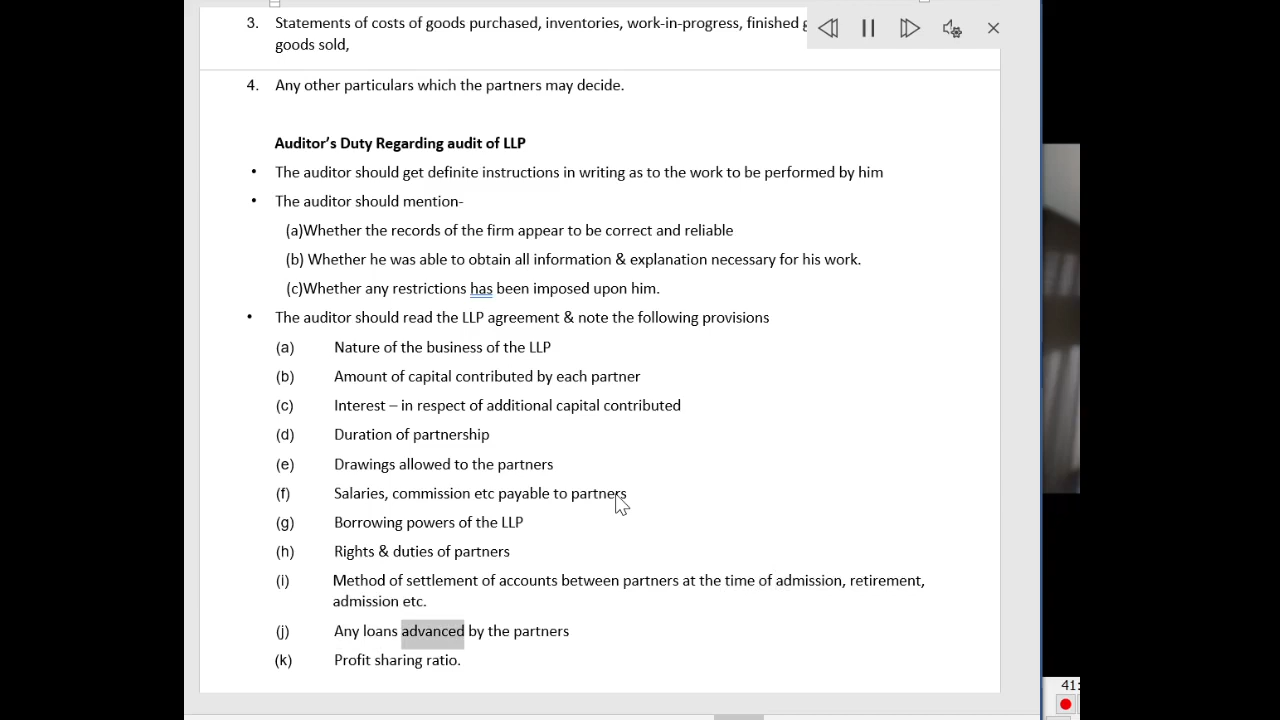 3. Statements of costs of goods purchased, inventories, work-in-progress, finished
goods sold,
4. Any other particulars which the partners may decide.
Auditor’s Duty Regarding audit of LLP
• The auditor should get definite instructions in writing as to the work to be performed by him
• The auditor should mention-
(a)Whether the records of the firm appear to be correct and reliable
(b) Whether he was able to obtain all information & explanation necessary for his work.
(c)Whether any restrictions has been imposed upon him.
• The auditor should read the LLP agreement & note the following provisions
(a) Nature of the business of the LLP
(b) Amount of capital contributed by each partner
(c) Interest – in respect of additional capital contributed
(d) Duration of partnership
(e) Drawings allowed to the partners
(f) Salaries, commission etc payable to partners
(g) Borrowing powers of the LLP
(h) Rights & duties of partners
(i) Method of settlement of accounts between partners at the time of admission, retirement,
admission etc.
(j) Any loans advanced by the partners
(k) Profit sharing ratio.